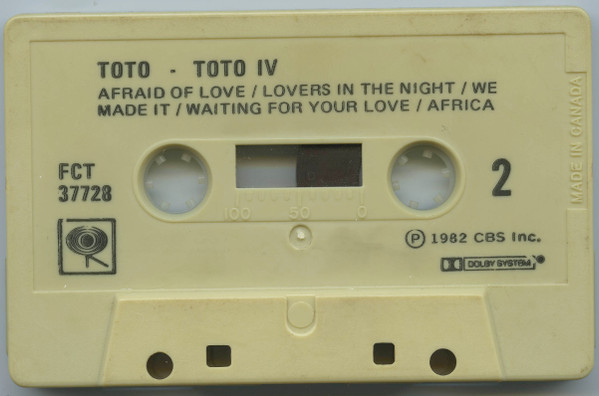 TOTO - TOTO IV
AFRAID OF LOVE / LOVERS IN THE NIGHT / WE
MADE IT / WAITING FOR YOUR LOVE / AFRICA
MADE IN CANADA
FCT
37728
2
100 50 0
Ⓟ 1982 CBS Inc.
DOLBY SYSTEM